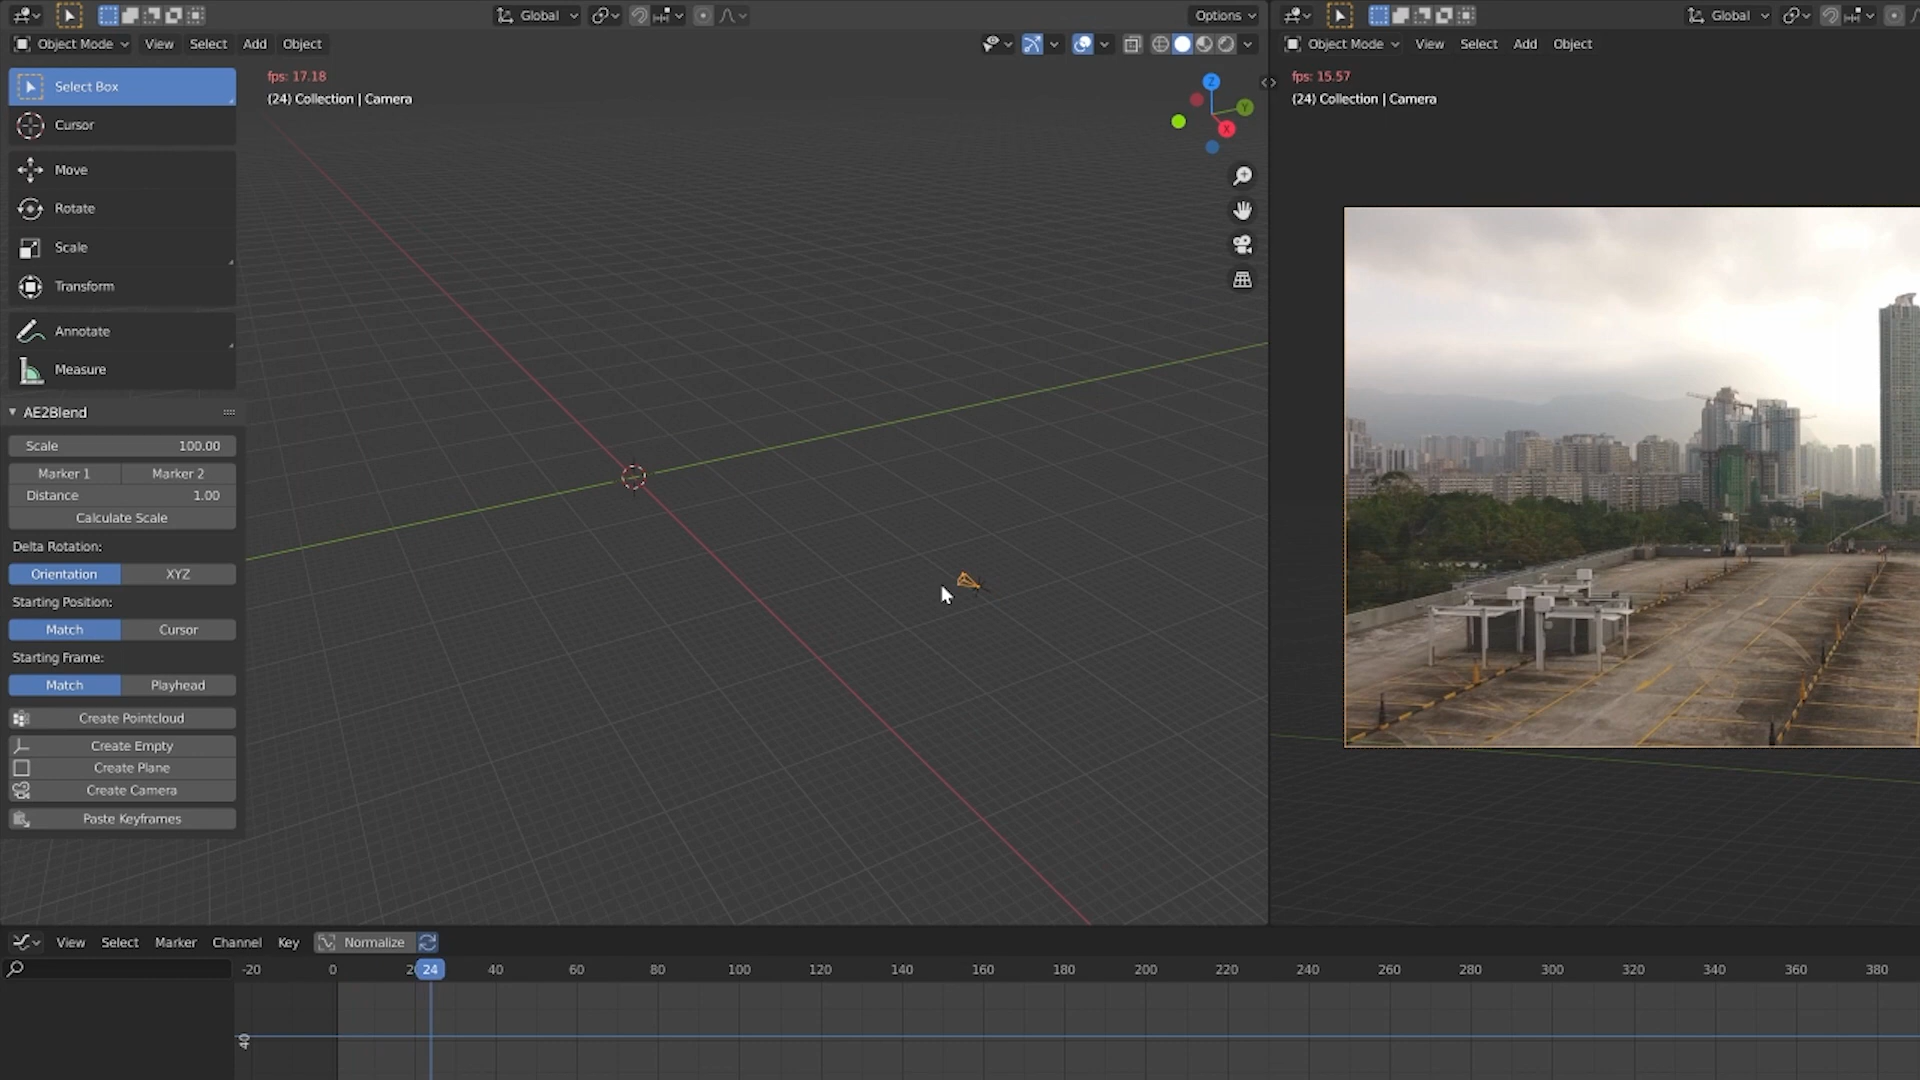 Global
Options
Global
Object Mode
View
Select
Add
Object
Object Mode
View
Select
Add
Object
fps: 17.18
(24) Collection | Camera
fps: 15.57
(24) Collection | Camera
Z
Y
X
Select Box
Cursor
Move
Rotate
Scale
Transform
Annotate
Measure
AE2Blend
Scale 100.00
Marker 1 Marker 2
Distance 1.00
Calculate Scale
Delta Rotation:
Orientation XYZ
Starting Position:
Match Cursor
Starting Frame:
Match Playhead
Create Pointcloud
Create Empty
Create Plane
Create Camera
Paste Keyframes
View Select Marker Channel Key Normalize
-20 0 24 40 60 80 100 120 140 160 180 200 220 240 260 280 300 320 340 360 380
40